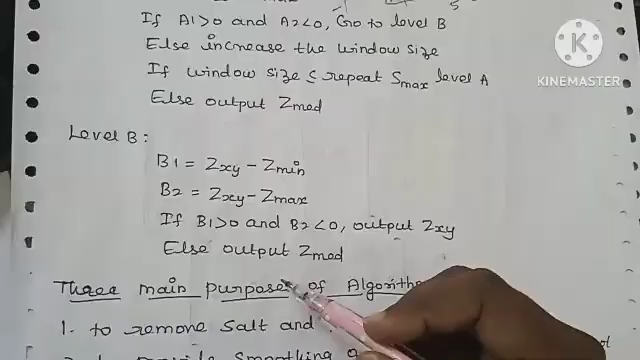 If A1>0 and A2<0, Go to level B
Else increase the window size
If window size ≤ repeat Smax level A
Else output Zmed
KINEMASTER
Level B:
B1 = Zxy - Zmin
B2 = Zxy - Zmax
If B1>0 and B2<0, output Zxy
Else output Zmed
Three main purpose of
1. to remove Salt and
Smoothing